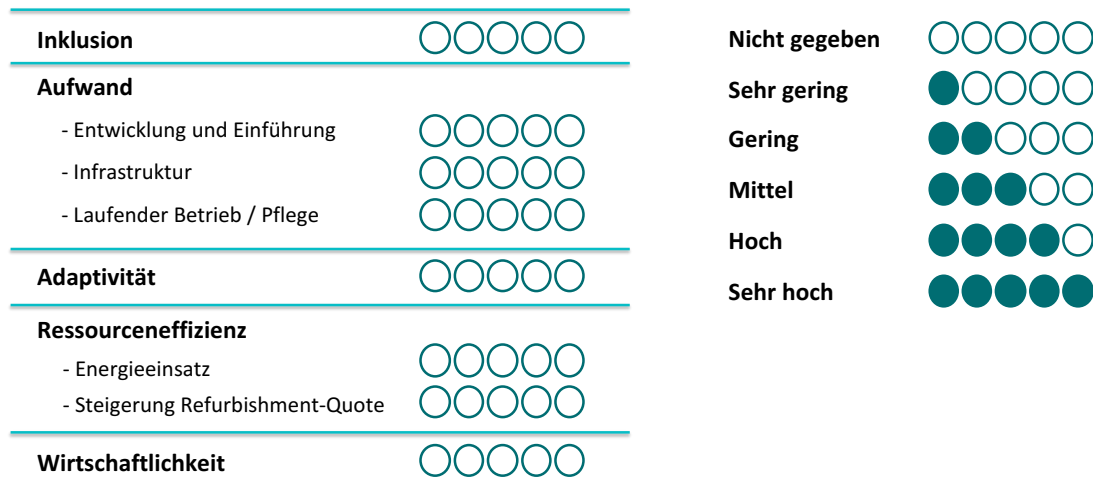 Inklusion
Aufwand
- Entwicklung und Einführung
- Infrastruktur
- Laufender Betrieb / Pflege
Adaptivität
Ressourceneffizienz
- Energieeinsatz
- Steigerung Refurbishment-Quote
Wirtschaftlichkeit
Nicht gegeben
Sehr gering
Gering
Mittel
Hoch
Sehr hoch